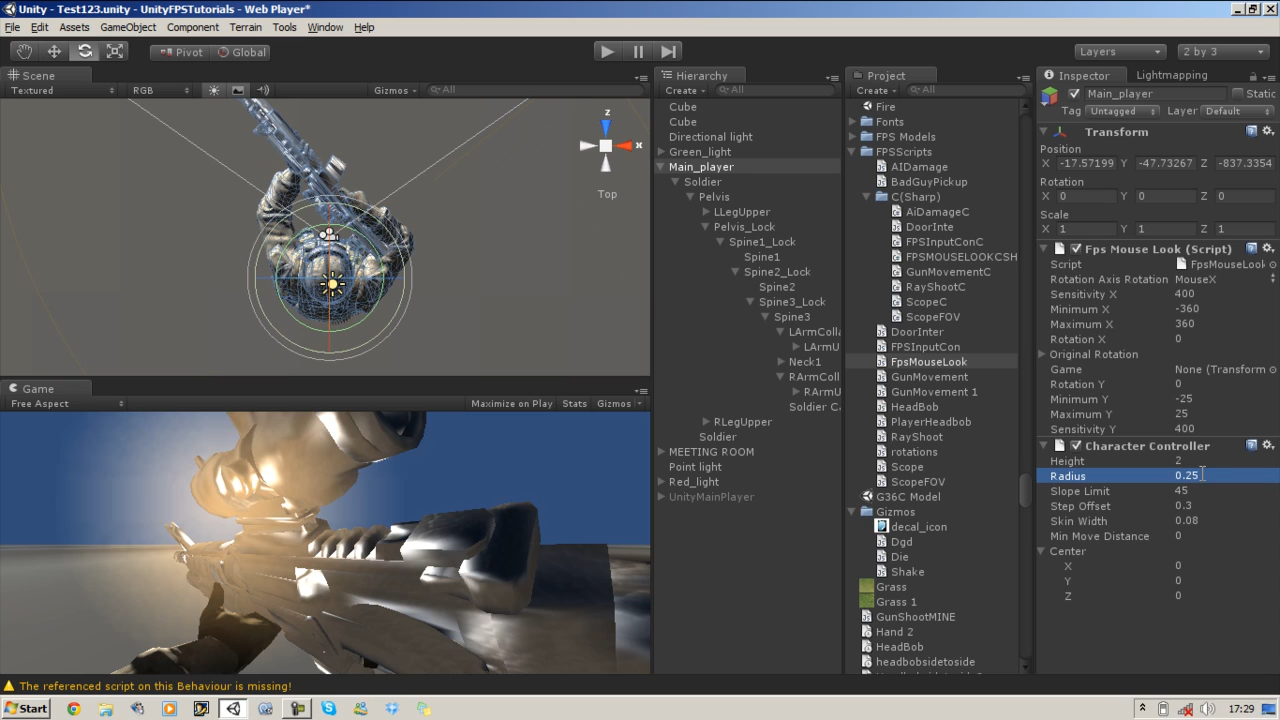 Unity - Test123.unity - UnityFPSTutorials - Web Player*
File Edit Assets GameObject Component Terrain Tools Window Help
Pivot Global Layers 2 by 3
Scene
Textured RGB Gizmos All
z
x
Top
Game
Free Aspect Maximize on Play Stats Gizmos
Hierarchy
Create All
Cube
Cube
Directional light
Green_light
Main_player
Soldier
Pelvis
LLegUpper
Pelvis_Lock
Spine1_Lock
Spine1
Spine2_Lock
Spine2
Spine3_Lock
Spine3
LArmColla
LArmU
Neck1
RArmColl
RArmU
Soldier C
RLegUpper
Soldier
MEETING ROOM
Point light
Red_light
UnityMainPlayer
Project
Create All
Fire
Fonts
FPS Models
FPSScripts
AIDamage
BadGuyPickup
C(Sharp)
AiDamageC
DoorInte
FPSInputConC
FPSMOUSELOOKCSH
GunMovementC
RayShootC
ScopeC
ScopeFOV
DoorInter
FPSInputCon
FpsMouseLook
GunMovement
GunMovement 1
HeadBob
PlayerHeadbob
RayShoot
rotations
Scope
ScopeFOV
G36C Model
Gizmos
decal_icon
Dgd
Die
Shake
Grass
Grass 1
GunShootMINE
Hand 2
HeadBob
headbobsidetoside
Inspector Lightmapping
Main_player Static
Tag Untagged Layer Default
Transform
Position
X -17.57199 Y -47.73267 Z -837.3354
Rotation
X 0 Y 0 Z 0
Scale
X 1 Y 1 Z 1
Fps Mouse Look (Script)
Script FpsMouseLook
Rotation Axis Rotation MouseX
Sensitivity X 400
Minimum X -360
Maximum X 360
Rotation X 0
Original Rotation
Game None (Transform
Rotation Y 0
Minimum Y -25
Maximum Y 25
Sensitivity Y 400
Character Controller
Height 2
Radius 0.25
Slope Limit 45
Step Offset 0.3
Skin Width 0.08
Min Move Distance 0
Center
X 0
Y 0
Z 0
The referenced script on this Behaviour is missing!
Start 17:29